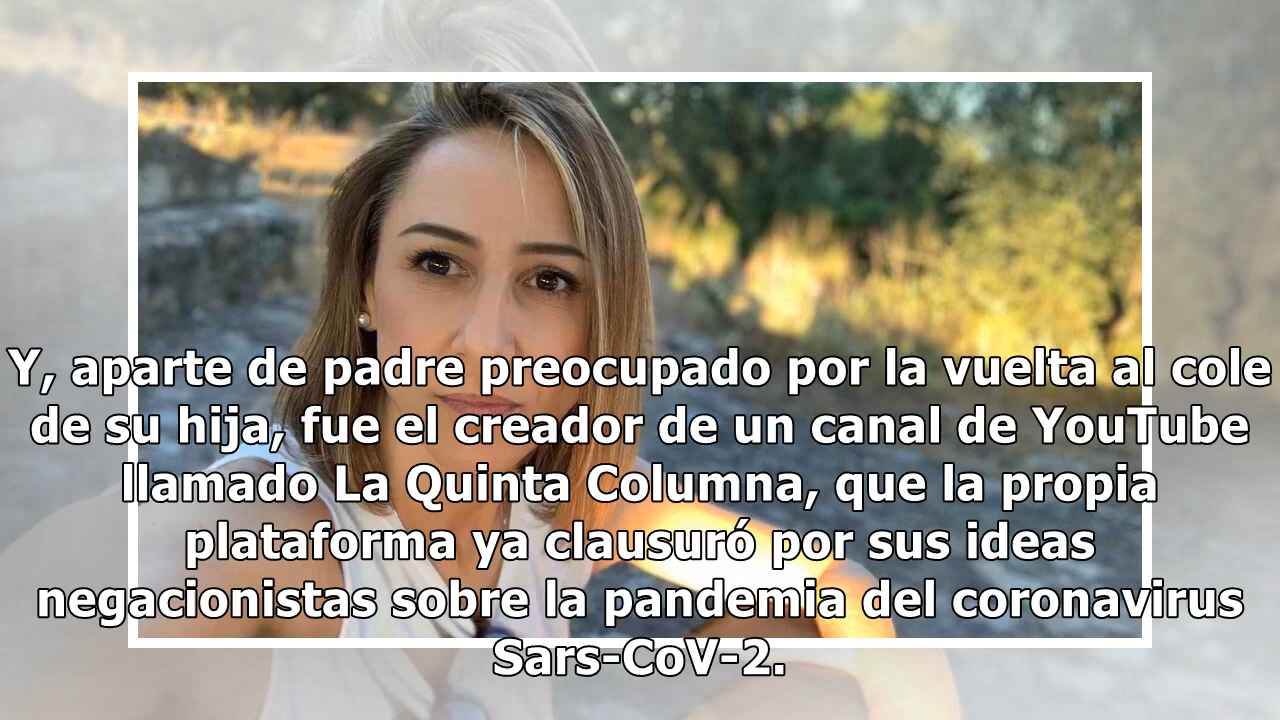 Y, aparte de padre preocupado por la vuelta al cole
de su hija, fue el creador de un canal de YouTube
llamado La Quinta Columna, que la propia
plataforma ya clausuró por sus ideas
negacionistas sobre la pandemia del coronavirus
Sars-CoV-2.